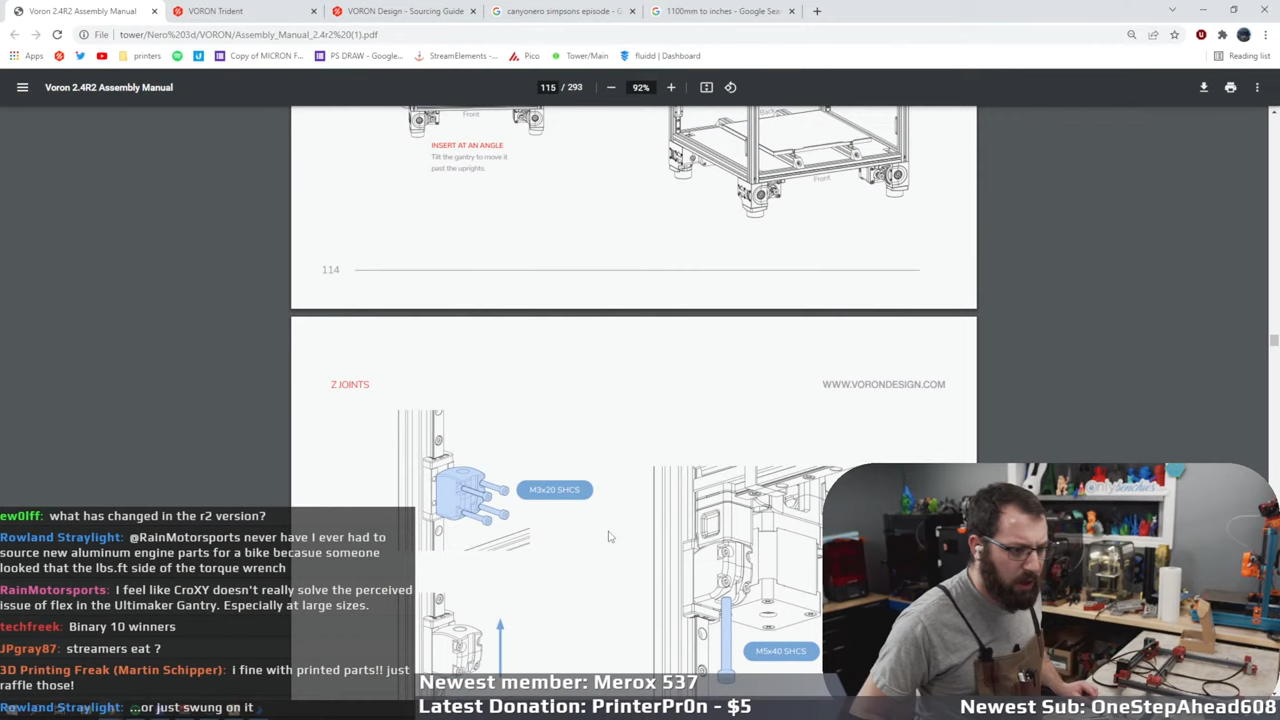 Voron 2.4R2 Assembly Manual
VORON Trident
VORON Design - Sourcing Guide
canyonero simpsons episode - G
1100mm to inches - Google Sea
File
tower/Nero%203d/VORON/Assembly_Manual_2.4r2%20(1).pdf
Apps
printers
Copy of MICRON F...
PS DRAW - Google...
StreamElements -...
Pico
Tower/Main
fluidd | Dashboard
Reading list
Voron 2.4R2 Assembly Manual
115 / 293
92%
Front
INSERT AT AN ANGLE
Tilt the gantry to move it
past the uprights.
Back
Front
114
Z JOINTS
WWW.VORONDESIGN.COM
M3x20 SHCS
M5x40 SHCS
ew0lff: what has changed in the r2 version?
Rowland Straylight: @RainMotorsports never have I ever had to
source new aluminum engine parts for a bike becasue someone
looked that the lbs.ft side of the torque wrench
RainMotorsports: I feel like CroXY doesn't really solve the perceived
issue of flex in the Ultimaker Gantry. Especially at large sizes.
techfreek: Binary 10 winners
JPgray87: streamers eat ?
3D Printing Freak (Martin Schipper): i fine with printed parts!! just
raffle those!
Rowland Straylight: ...or just swung on it
Newest member: Merox 537
Latest Donation: PrinterPr0n - $5
Newest Sub: OneStepAhead608